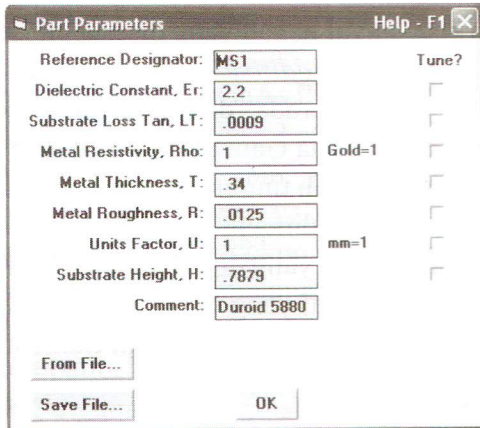 Part Parameters Help - F1
Reference Designator: MS1 Tune?
Dielectric Constant, Er: 2.2
Substrate Loss Tan, LT: .0009
Metal Resistivity, Rho: 1 Gold=1
Metal Thickness, T: .34
Metal Roughness, R: .0125
Units Factor, U: 1 mm=1
Substrate Height, H: .7879
Comment: Duroid 5880
From File...
Save File... OK